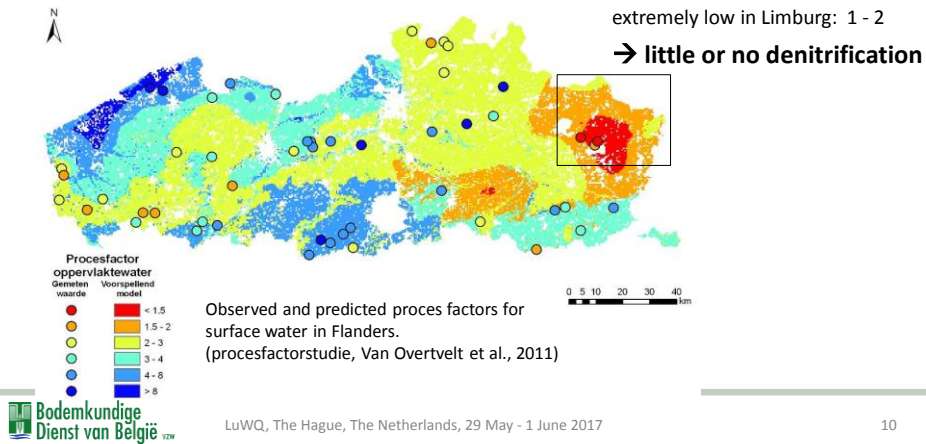 extremely low in Limburg: 1 - 2
→ little or no denitrification
N
0 5 10 20 30 40
km
Procesfactor
oppervlaktewater
Gemeten Voorspellend
waarde model
< 1.5
1.5 - 2
2 - 3
3 - 4
4 - 8
> 8
Observed and predicted proces factors for
surface water in Flanders.
(procesfactorstudie, Van Overtvelt et al., 2011)
Bodemkundige
Dienst van België vzw
LuWQ, The Hague, The Netherlands, 29 May - 1 June 2017
10